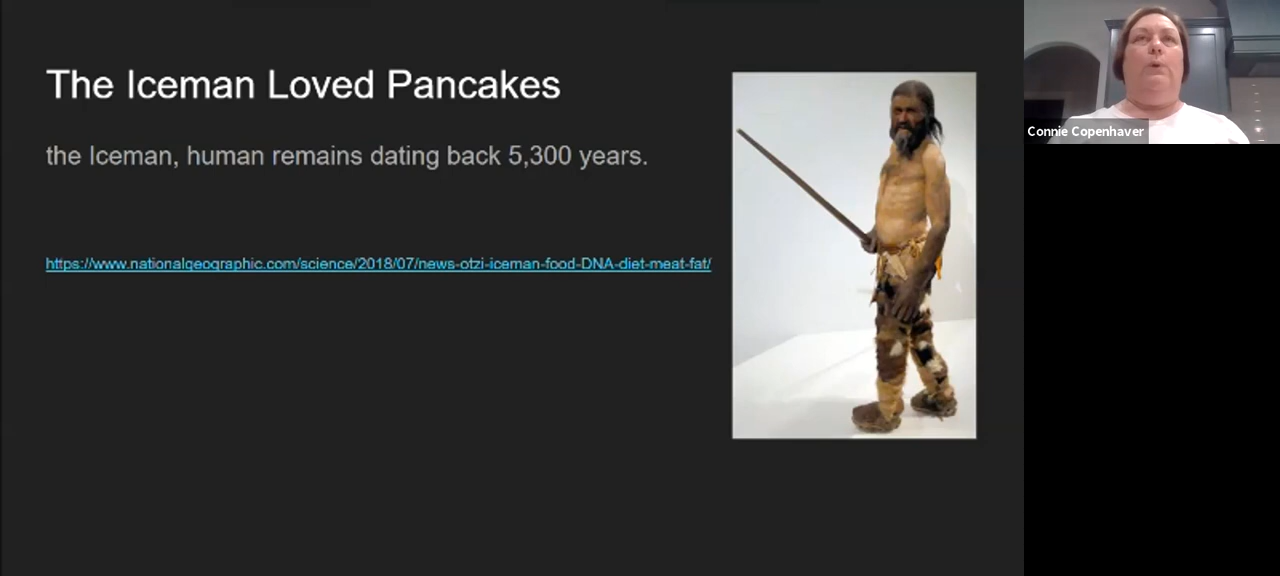 The Iceman Loved Pancakes
the Iceman, human remains dating back 5,300 years.
https://www.nationalgeographic.com/science/2018/07/news-otzi-iceman-food-DNA-diet-meat-fat/
Connie Copenhaver